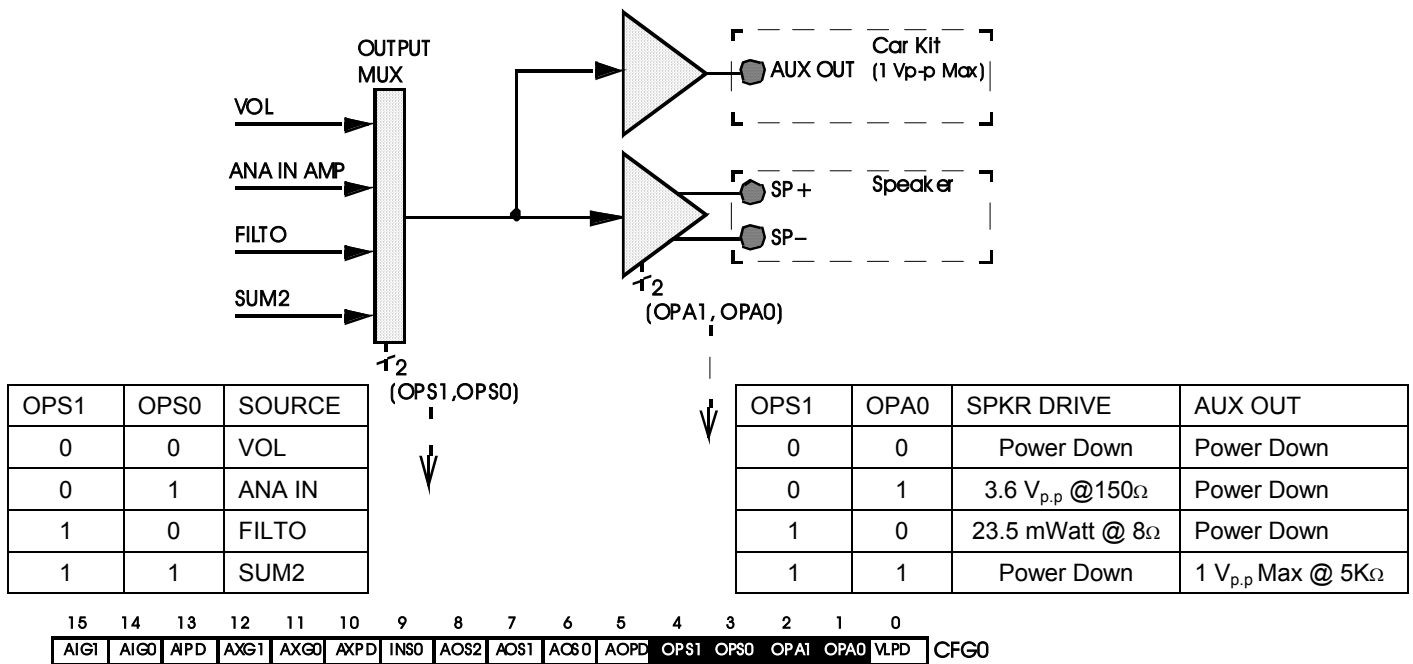 OUTPUT
MUX
VOL
ANA IN AMP
FILTO
SUM2
2
(OPS1,OPS0)
AUX OUT
Car Kit
(1 Vp-p Max)
SP+
SP–
Speaker
2
(OPA1, OPA0)
OPS1 OPS0 SOURCE
0 0 VOL
0 1 ANA IN
1 0 FILTO
1 1 SUM2
OPS1 OPA0 SPKR DRIVE AUX OUT
0 0 Power Down Power Down
0 1 3.6 Vp.p @150Ω Power Down
1 0 23.5 mWatt @ 8Ω Power Down
1 1 Power Down 1 Vp.p Max @ 5KΩ
15 14 13 12 11 10 9 8 7 6 5 4 3 2 1 0
AIG1 AIG0 AIPD AXG1 AXG0 AXPD INS0 AOS2 AOS1 AOS0 AOPD OPS1 OPS0 OPA1 OPA0 VLPD CFG0